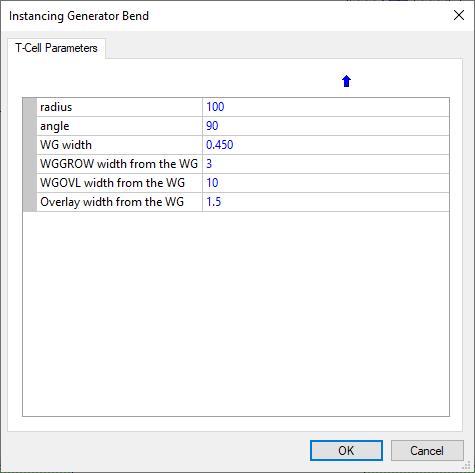 Instancing Generator Bend
T-Cell Parameters
radius 100
angle 90
WG width 0.450
WGGROW width from the WG 3
WGOVL width from the WG 10
Overlay width from the WG 1.5
OK Cancel